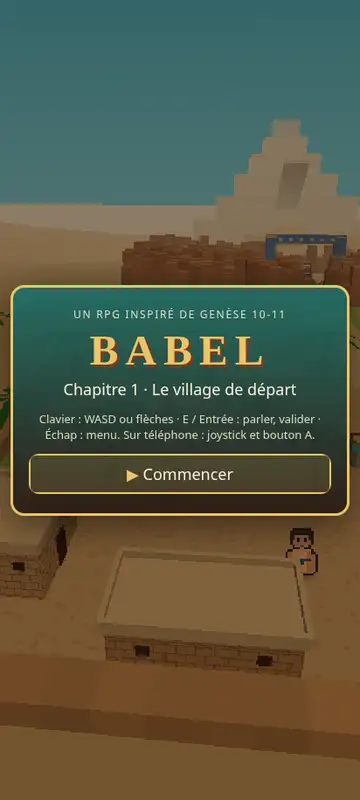 UN RPG INSPIRÉ DE GENÈSE 10-11
BABEL
Chapitre 1 · Le village de départ
Clavier : WASD ou flèches · E / Entrée : parler, valider ·
Échap : menu. Sur téléphone : joystick et bouton A.
▶ Commencer